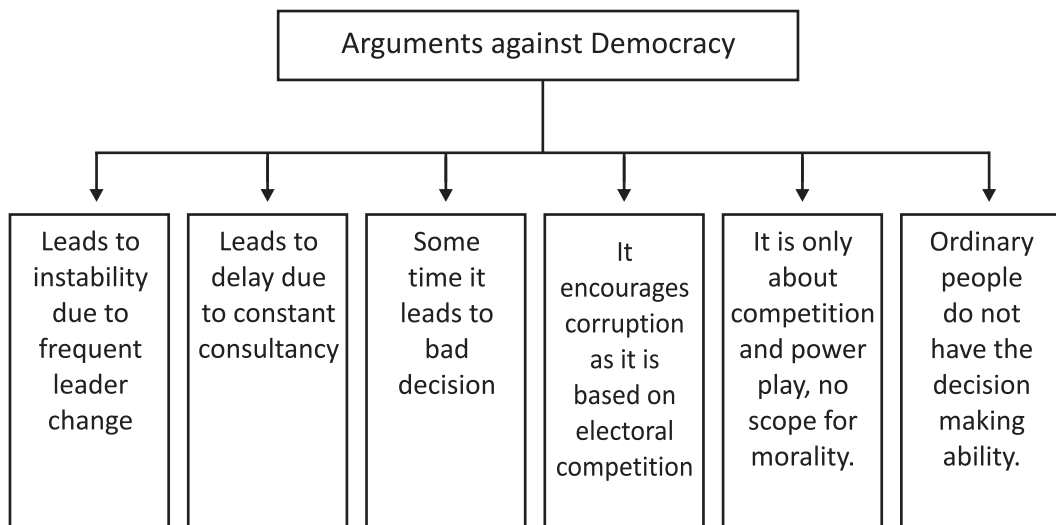 Arguments against Democracy
Leads to
instability
due to
frequent
leader
change
Leads to
delay due
to constant
consultancy
Some
time it
leads to
bad
decision
It
encourages
corruption
as it is
based on
electoral
competition
It is only
about
competition
and power
play, no
scope for
morality.
Ordinary
people
do not
have the
decision
making
ability.